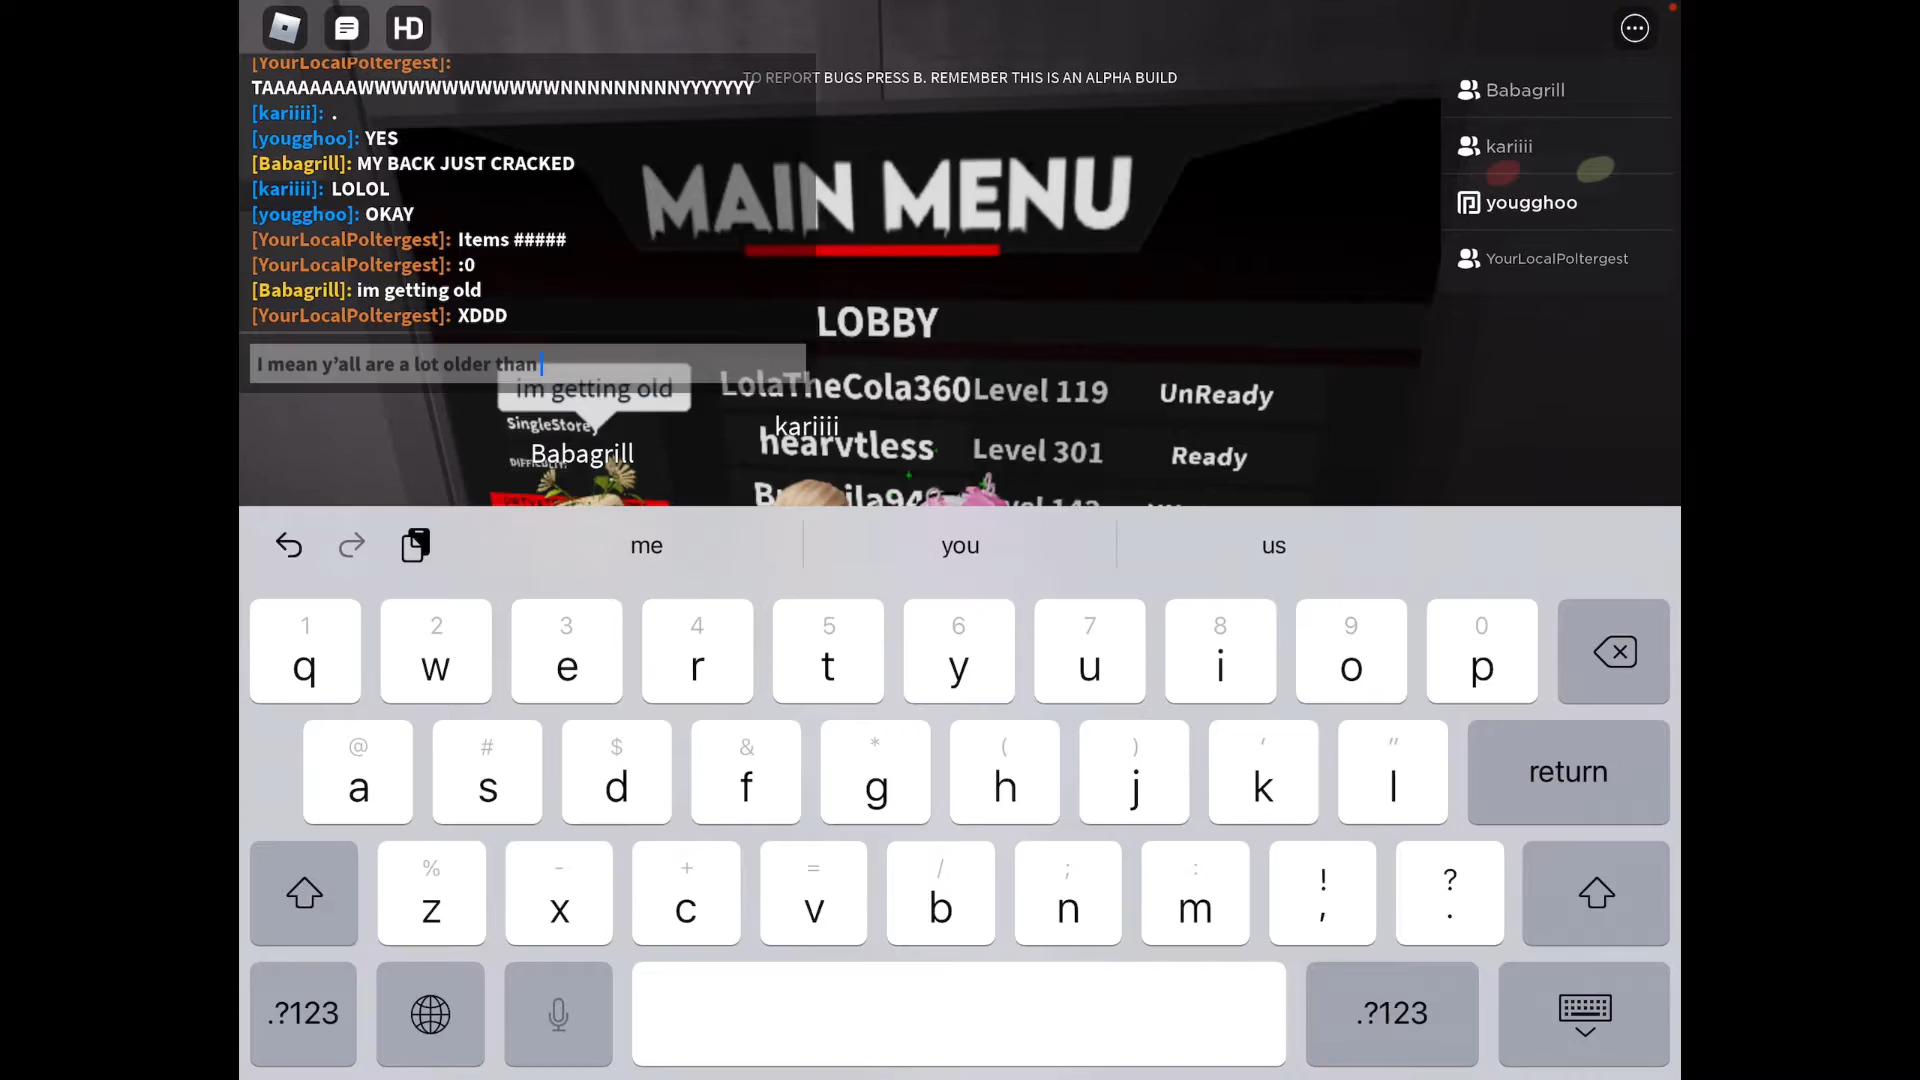 HD
[YourLocalPoltergest]:
TAAAAAAAAWWWWWWWWWWWWNNNNNNNNNYYYYYYY
[kariiii]: .
[yougghoo]: YES
[Babagrill]: MY BACK JUST CRACKED
[kariiii]: LOLOL
[yougghoo]: OKAY
[YourLocalPoltergest]: Items #####
[YourLocalPoltergest]: :0
[Babagrill]: im getting old
[YourLocalPoltergest]: XDDD
I mean y’all are a lot older than
TO REPORT BUGS PRESS B. REMEMBER THIS IS AN ALPHA BUILD
Babagrill
kariiii
yougghoo
YourLocalPoltergest
MAIN MENU
LOBBY
im getting old
LolaTheCola360 Level 119 UnReady
kariiii
hearvtless Level 301 Ready
Babagrill
me you us
1 2 3 4 5 6 7 8 9 0
q w e r t y u i o p
@ # $ & * ( ) ' "
a s d f g h j k l return
% - + = / ; : ! ?
z x c v b n m , .
.?123 .?123